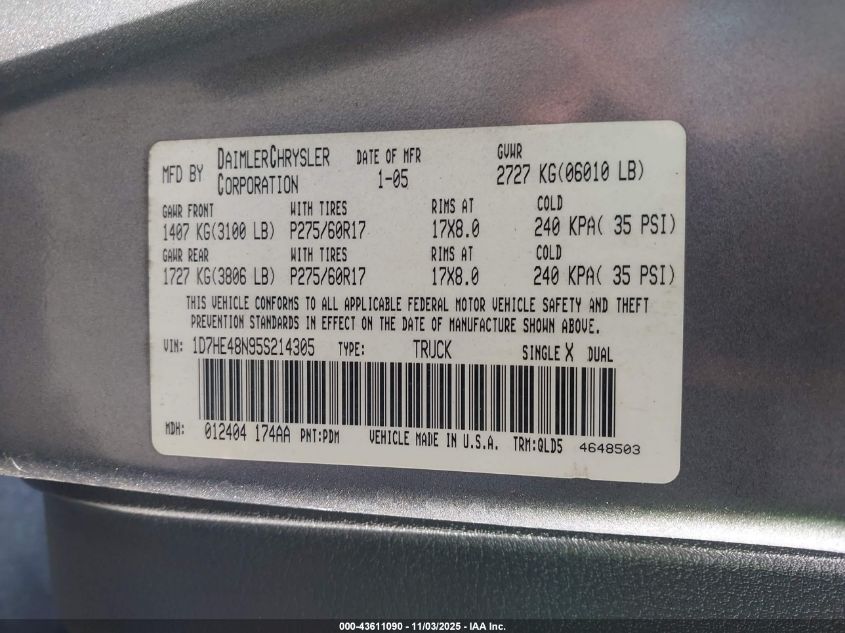 MFD BY DAIMLERCHRYSLER CORPORATION DATE OF MFR 1-05 GVWR 2727 KG(06010 LB)
GAWR FRONT WITH TIRES RIMS AT COLD
1407 KG(3100 LB) P275/60R17 17X8.0 240 KPA( 35 PSI)
GAWR REAR WITH TIRES RIMS AT COLD
1727 KG(3806 LB) P275/60R17 17X8.0 240 KPA( 35 PSI)
THIS VEHICLE CONFORMS TO ALL APPLICABLE FEDERAL MOTOR VEHICLE SAFETY AND THEFT
PREVENTION STANDARDS IN EFFECT ON THE DATE OF MANUFACTURE SHOWN ABOVE.
VIN: 1D7HE48N95S214305 TYPE: TRUCK SINGLE X DUAL
MDH: 012404 174AA PNT:PDM VEHICLE MADE IN U.S.A. TRM:QLD5 4648503
000-43611090 - 11/03/2025 - IAA Inc.